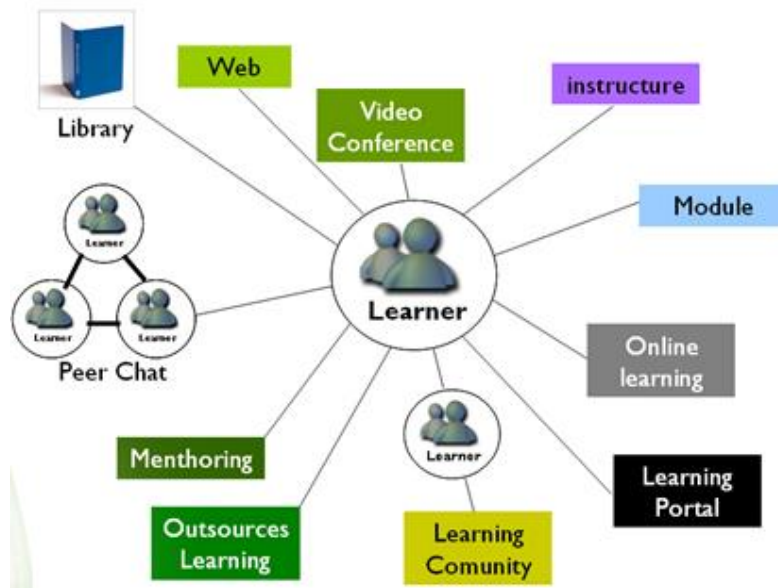 Web
instructure
Video
Conference
Library
Module
Learner
Learner
Learner
Learner
Peer Chat
Online
learning
Menthoring
Learner
Learning
Portal
Outsources
Learning
Learning
Comunity